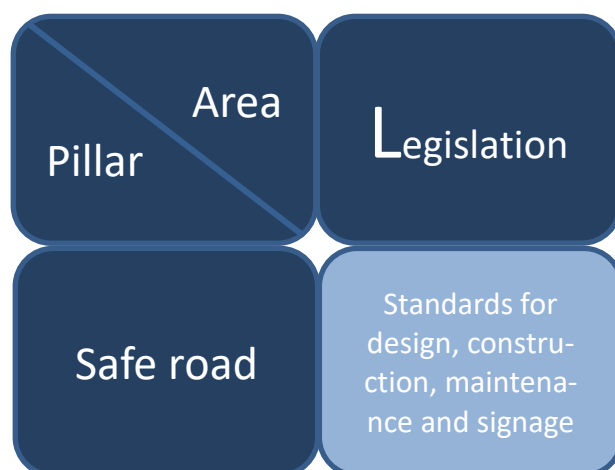 Area
Pillar
Legislation
Safe road
Standards for
design, constru-
ction, maintena-
nce and signage